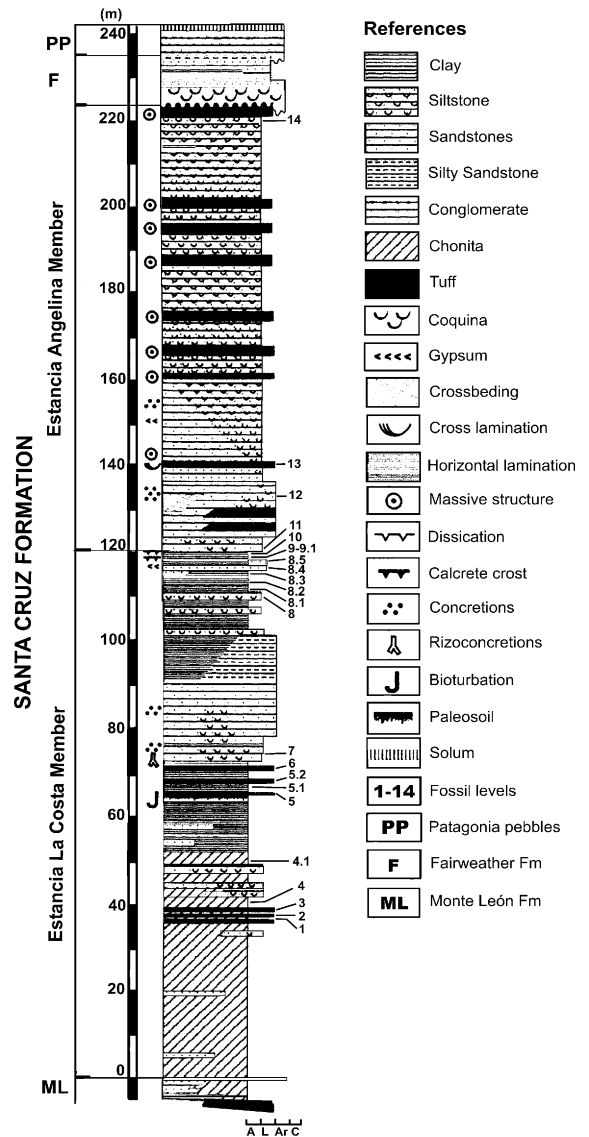 (m)
240
PP
F
220
200
180
160
140
120
100
80
60
40
20
0
ML
Estancia Angelina Member
SANTA CRUZ FORMATION
Estancia La Costa Member
14
13
12
11
10
9-9.1
8.5
8.4
8.3
8.2
8.1
8
7
6
5.2
5.1
5
4.1
4
3
2
1
A L Ar C
References
Clay
Siltstone
Sandstones
Silty Sandstone
Conglomerate
Chonita
Tuff
Coquina
Gypsum
Crossbeding
Cross lamination
Horizontal lamination
Massive structure
Dissication
Calcrete crost
Concretions
Rizoconcretions
Bioturbation
Paleosoil
Solum
1-14 Fossil levels
PP Patagonia pebbles
F Fairweather Fm
ML Monte León Fm